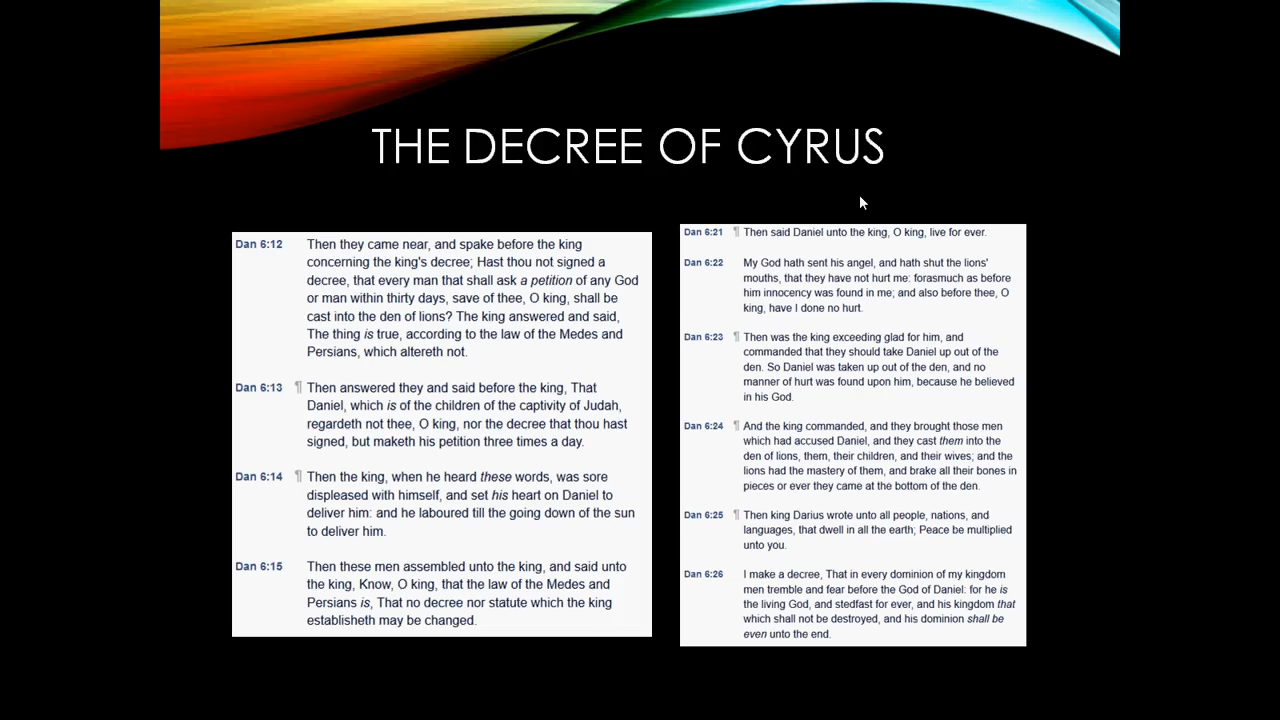 THE DECREE OF CYRUS
Dan 6:12 Then they came near, and spake before the king
concerning the king's decree; Hast thou not signed a
decree, that every man that shall ask a petition of any God
or man within thirty days, save of thee, O king, shall be
cast into the den of lions? The king answered and said,
The thing is true, according to the law of the Medes and
Persians, which altereth not.
Dan 6:13 ¶ Then answered they and said before the king, That
Daniel, which is of the children of the captivity of Judah,
regardeth not thee, O king, nor the decree that thou hast
signed, but maketh his petition three times a day.
Dan 6:14 ¶ Then the king, when he heard these words, was sore
displeased with himself, and set his heart on Daniel to
deliver him: and he laboured till the going down of the sun
to deliver him.
Dan 6:15 Then these men assembled unto the king, and said unto
the king, Know, O king, that the law of the Medes and
Persians is, That no decree nor statute which the king
establisheth may be changed.
Dan 6:21 ¶ Then said Daniel unto the king, O king, live for ever.
Dan 6:22 My God hath sent his angel, and hath shut the lions'
mouths, that they have not hurt me: forasmuch as before
him innocency was found in me; and also before thee, O
king, have I done no hurt.
Dan 6:23 ¶ Then was the king exceeding glad for him, and
commanded that they should take Daniel up out of the
den. So Daniel was taken up out of the den, and no
manner of hurt was found upon him, because he believed
in his God.
Dan 6:24 ¶ And the king commanded, and they brought those men
which had accused Daniel, and they cast them into the
den of lions, them, their children, and their wives; and the
lions had the mastery of them, and brake all their bones in
pieces or ever they came at the bottom of the den.
Dan 6:25 ¶ Then king Darius wrote unto all people, nations, and
languages, that dwell in all the earth; Peace be multiplied
unto you.
Dan 6:26 I make a decree, That in every dominion of my kingdom
men tremble and fear before the God of Daniel: for he is
the living God, and stedfast for ever, and his kingdom that
which shall not be destroyed, and his dominion shall be
even unto the end.